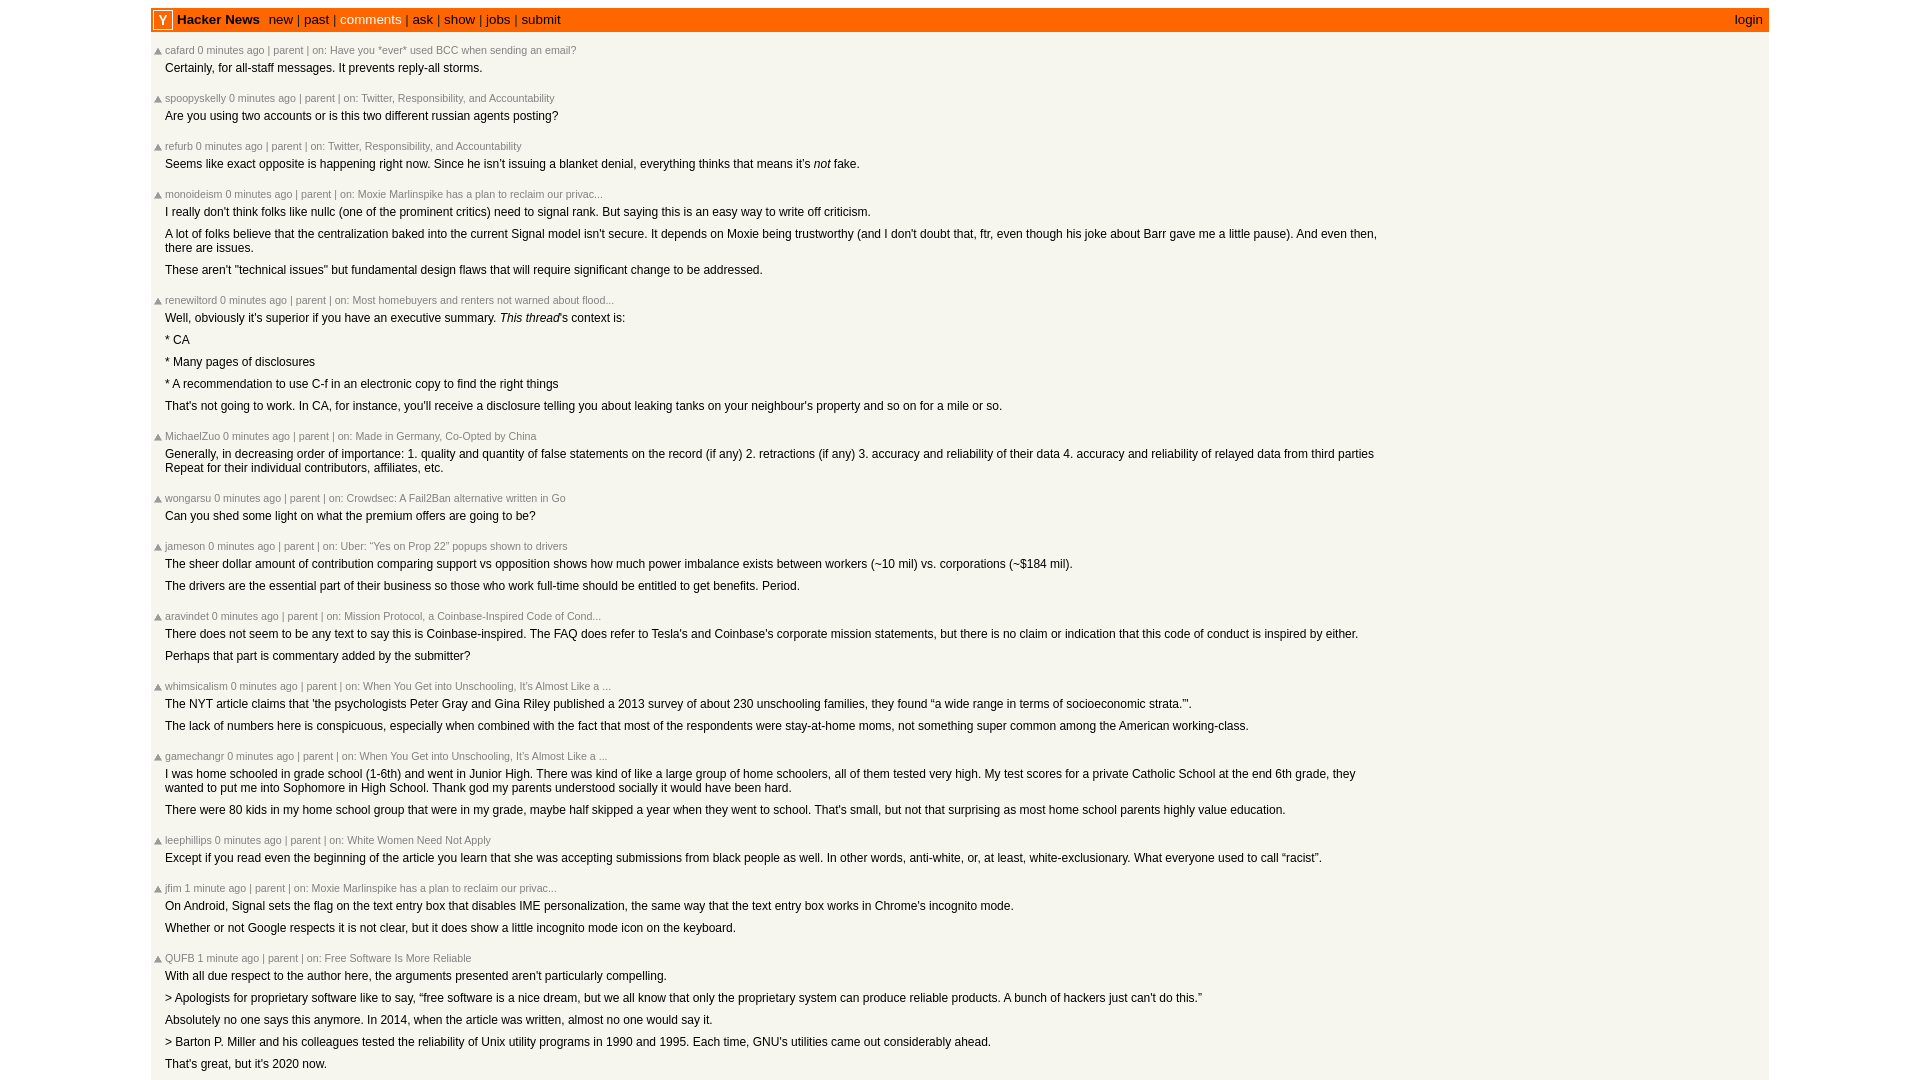 Y Hacker News new | past | comments | ask | show | jobs | submit login
cafard 0 minutes ago | parent | on: Have you *ever* used BCC when sending an email?
Certainly, for all-staff messages. It prevents reply-all storms.
spoopyskelly 0 minutes ago | parent | on: Twitter, Responsibility, and Accountability
Are you using two accounts or is this two different russian agents posting?
refurb 0 minutes ago | parent | on: Twitter, Responsibility, and Accountability
Seems like exact opposite is happening right now. Since he isn’t issuing a blanket denial, everything thinks that means it’s not fake.
monoideism 0 minutes ago | parent | on: Moxie Marlinspike has a plan to reclaim our privac...
I really don't think folks like nullc (one of the prominent critics) need to signal rank. But saying this is an easy way to write off criticism.
A lot of folks believe that the centralization baked into the current Signal model isn't secure. It depends on Moxie being trustworthy (and I don't doubt that, ftr, even though his joke about Barr gave me a little pause). And even then,
there are issues.
These aren't "technical issues" but fundamental design flaws that will require significant change to be addressed.
renewiltord 0 minutes ago | parent | on: Most homebuyers and renters not warned about flood...
Well, obviously it's superior if you have an executive summary. This thread's context is:
* CA
* Many pages of disclosures
* A recommendation to use C-f in an electronic copy to find the right things
That's not going to work. In CA, for instance, you'll receive a disclosure telling you about leaking tanks on your neighbour's property and so on for a mile or so.
MichaelZuo 0 minutes ago | parent | on: Made in Germany, Co-Opted by China
Generally, in decreasing order of importance: 1. quality and quantity of false statements on the record (if any) 2. retractions (if any) 3. accuracy and reliability of their data 4. accuracy and reliability of relayed data from third parties
Repeat for their individual contributors, affiliates, etc.
wongarsu 0 minutes ago | parent | on: Crowdsec: A Fail2Ban alternative written in Go
Can you shed some light on what the premium offers are going to be?
jameson 0 minutes ago | parent | on: Uber: “Yes on Prop 22” popups shown to drivers
The sheer dollar amount of contribution comparing support vs opposition shows how much power imbalance exists between workers (~10 mil) vs. corporations (~$184 mil).
The drivers are the essential part of their business so those who work full-time should be entitled to get benefits. Period.
aravindet 0 minutes ago | parent | on: Mission Protocol, a Coinbase-Inspired Code of Cond...
There does not seem to be any text to say this is Coinbase-inspired. The FAQ does refer to Tesla's and Coinbase's corporate mission statements, but there is no claim or indication that this code of conduct is inspired by either.
Perhaps that part is commentary added by the submitter?
whimsicalism 0 minutes ago | parent | on: When You Get into Unschooling, It’s Almost Like a ...
The NYT article claims that 'the psychologists Peter Gray and Gina Riley published a 2013 survey of about 230 unschooling families, they found “a wide range in terms of socioeconomic strata.”'.
The lack of numbers here is conspicuous, especially when combined with the fact that most of the respondents were stay-at-home moms, not something super common among the American working-class.
gamechangr 0 minutes ago | parent | on: When You Get into Unschooling, It’s Almost Like a ...
I was home schooled in grade school (1-6th) and went in Junior High. There was kind of like a large group of home schoolers, all of them tested very high. My test scores for a private Catholic School at the end 6th grade, they
wanted to put me into Sophomore in High School. Thank god my parents understood socially it would have been hard.
There were 80 kids in my home school group that were in my grade, maybe half skipped a year when they went to school. That's small, but not that surprising as most home school parents highly value education.
leephillips 0 minutes ago | parent | on: White Women Need Not Apply
Except if you read even the beginning of the article you learn that she was accepting submissions from black people as well. In other words, anti-white, or, at least, white-exclusionary. What everyone used to call “racist”.
jfim 1 minute ago | parent | on: Moxie Marlinspike has a plan to reclaim our privac...
On Android, Signal sets the flag on the text entry box that disables IME personalization, the same way that the text entry box works in Chrome's incognito mode.
Whether or not Google respects it is not clear, but it does show a little incognito mode icon on the keyboard.
QUFB 1 minute ago | parent | on: Free Software Is More Reliable
With all due respect to the author here, the arguments presented aren't particularly compelling.
> Apologists for proprietary software like to say, “free software is a nice dream, but we all know that only the proprietary system can produce reliable products. A bunch of hackers just can't do this.”
Absolutely no one says this anymore. In 2014, when the article was written, almost no one would say it.
> Barton P. Miller and his colleagues tested the reliability of Unix utility programs in 1990 and 1995. Each time, GNU's utilities came out considerably ahead.
That's great, but it's 2020 now.